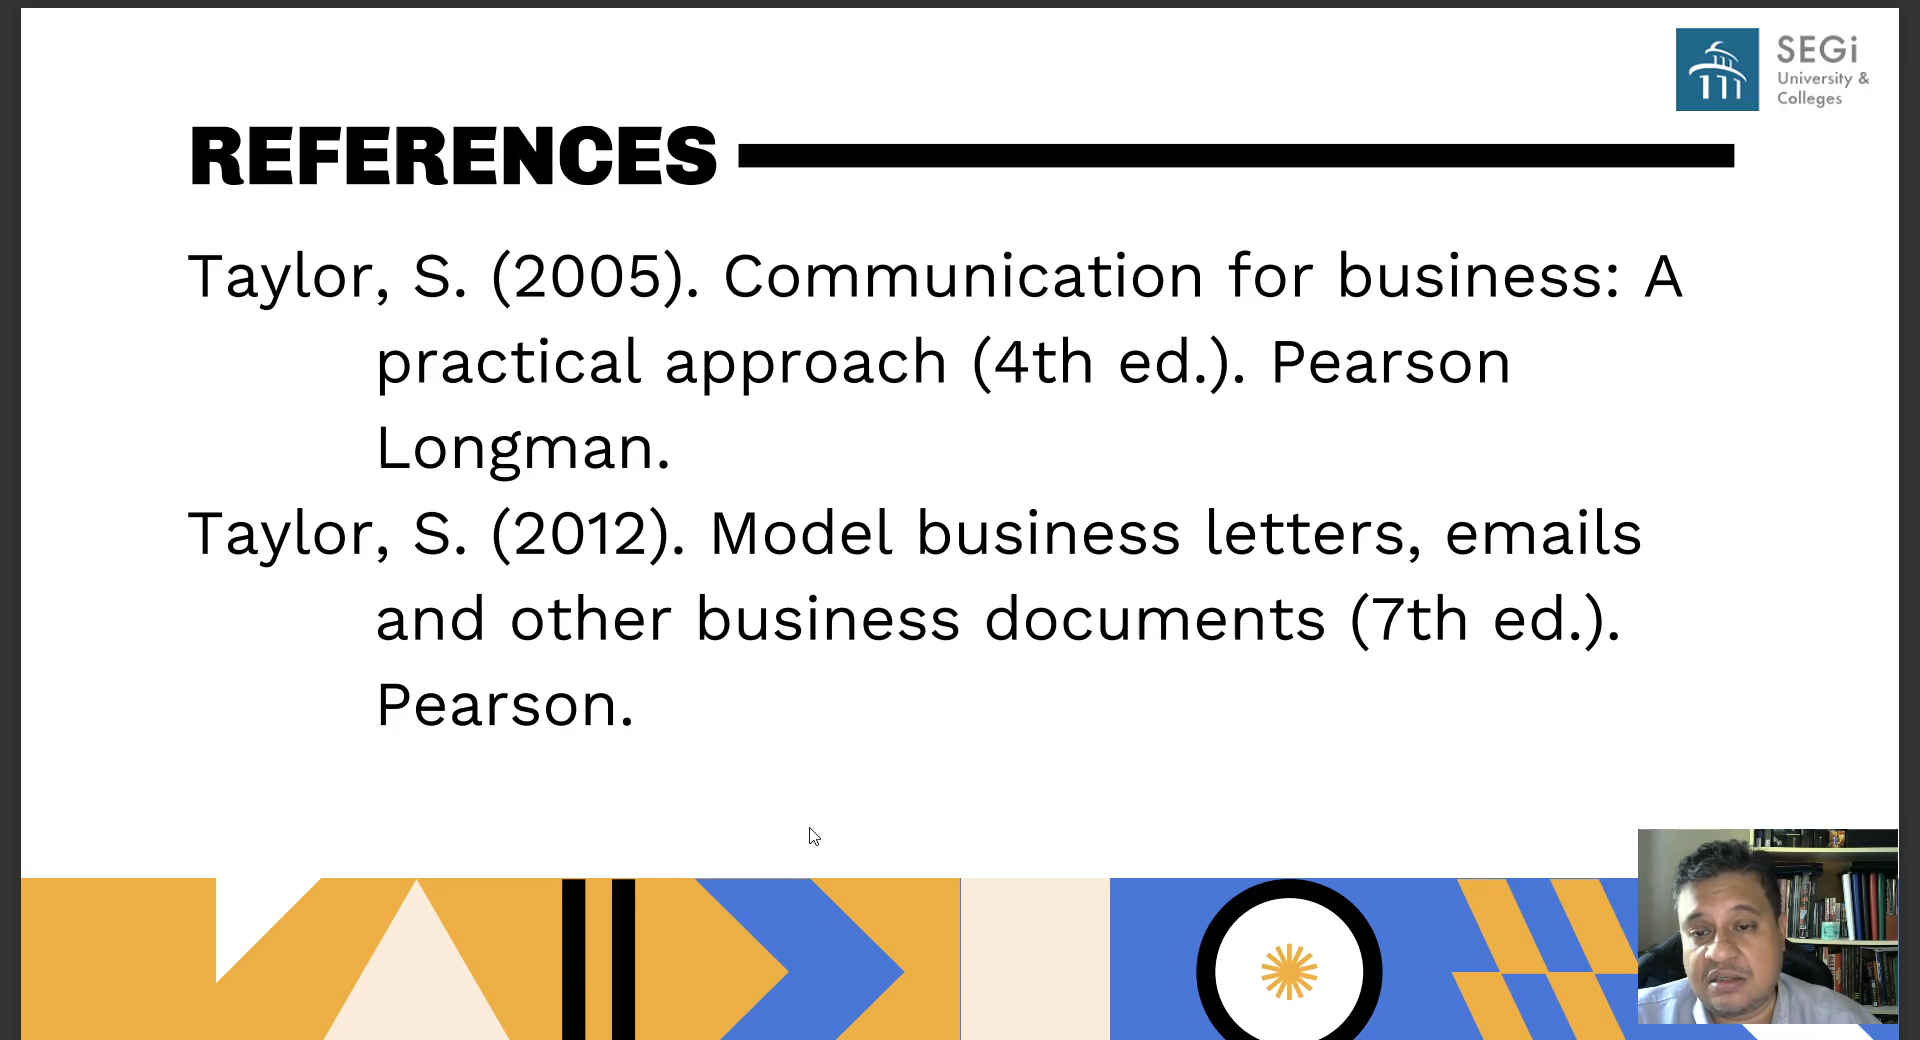 SEGi
University &
Colleges
REFERENCES
Taylor, S. (2005). Communication for business: A
practical approach (4th ed.). Pearson
Longman.
Taylor, S. (2012). Model business letters, emails
and other business documents (7th ed.).
Pearson.